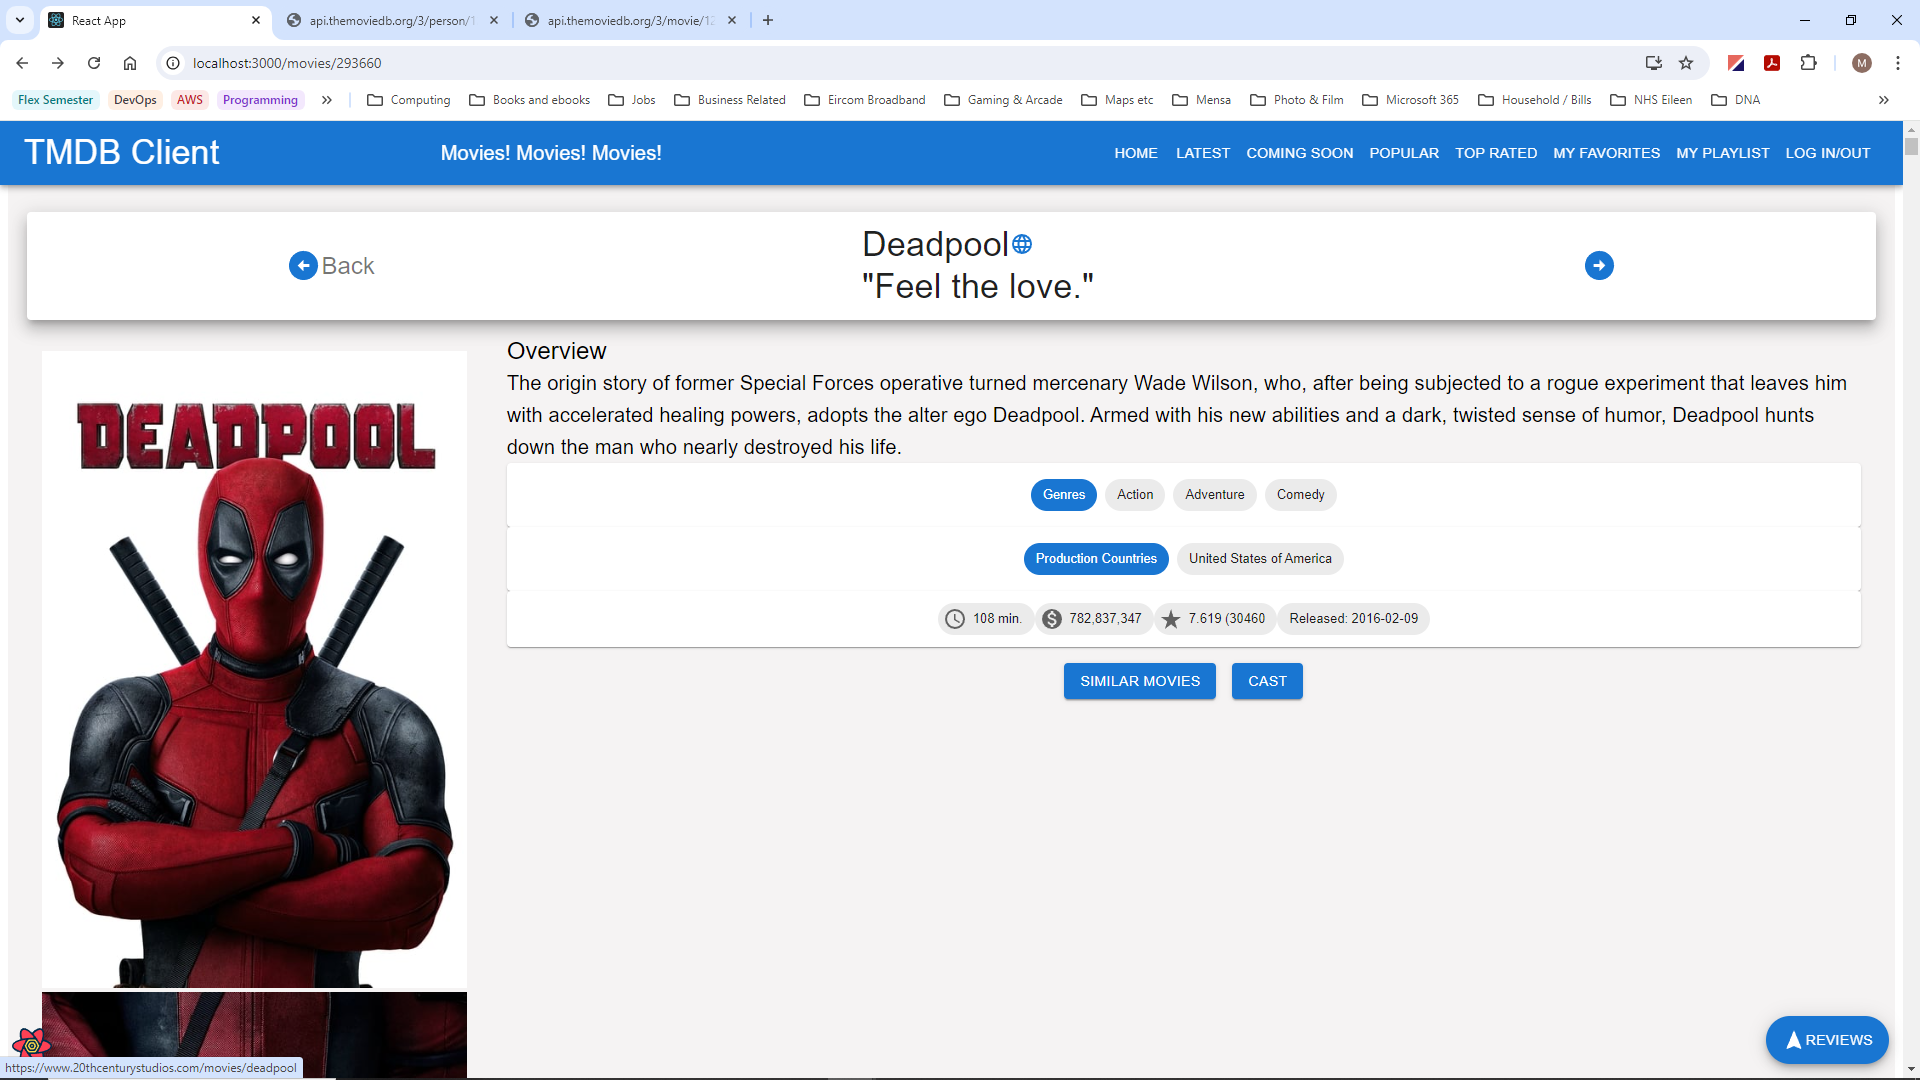 React App
api.themoviedb.org/3/person/1
api.themoviedb.org/3/movie/12
localhost:3000/movies/293660
M
Flex Semester DevOps AWS Programming Computing Books and ebooks Jobs Business Related Eircom Broadband Gaming & Arcade Maps etc Mensa Photo & Film Microsoft 365 Household / Bills NHS Eileen DNA
TMDB Client
Movies! Movies! Movies!
HOME LATEST COMING SOON POPULAR TOP RATED MY FAVORITES MY PLAYLIST LOG IN/OUT
Back
Deadpool
"Feel the love."
DEADPOOL
Overview
The origin story of former Special Forces operative turned mercenary Wade Wilson, who, after being subjected to a rogue experiment that leaves him
with accelerated healing powers, adopts the alter ego Deadpool. Armed with his new abilities and a dark, twisted sense of humor, Deadpool hunts
down the man who nearly destroyed his life.
Genres Action Adventure Comedy
Production Countries United States of America
108 min. 782,837,347 7.619 (30460 Released: 2016-02-09
SIMILAR MOVIES CAST
REVIEWS
https://www.20thcenturystudios.com/movies/deadpool